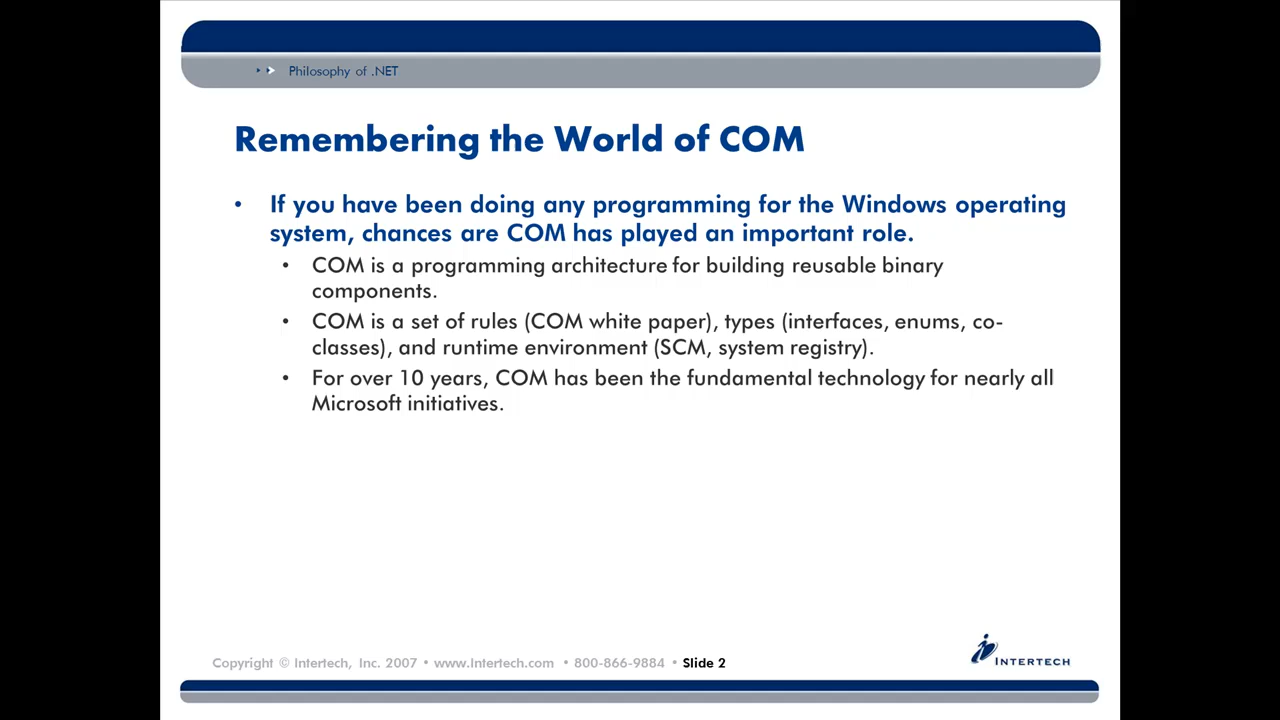 Philosophy of .NET
Remembering the World of COM
• If you have been doing any programming for the Windows operating
system, chances are COM has played an important role.
• COM is a programming architecture for building reusable binary
components.
• COM is a set of rules (COM white paper), types (interfaces, enums, co-
classes), and runtime environment (SCM, system registry).
• For over 10 years, COM has been the fundamental technology for nearly all
Microsoft initiatives.
Copyright © Intertech, Inc. 2007 • www.Intertech.com • 800-866-9884 • Slide 2
INTERTECH